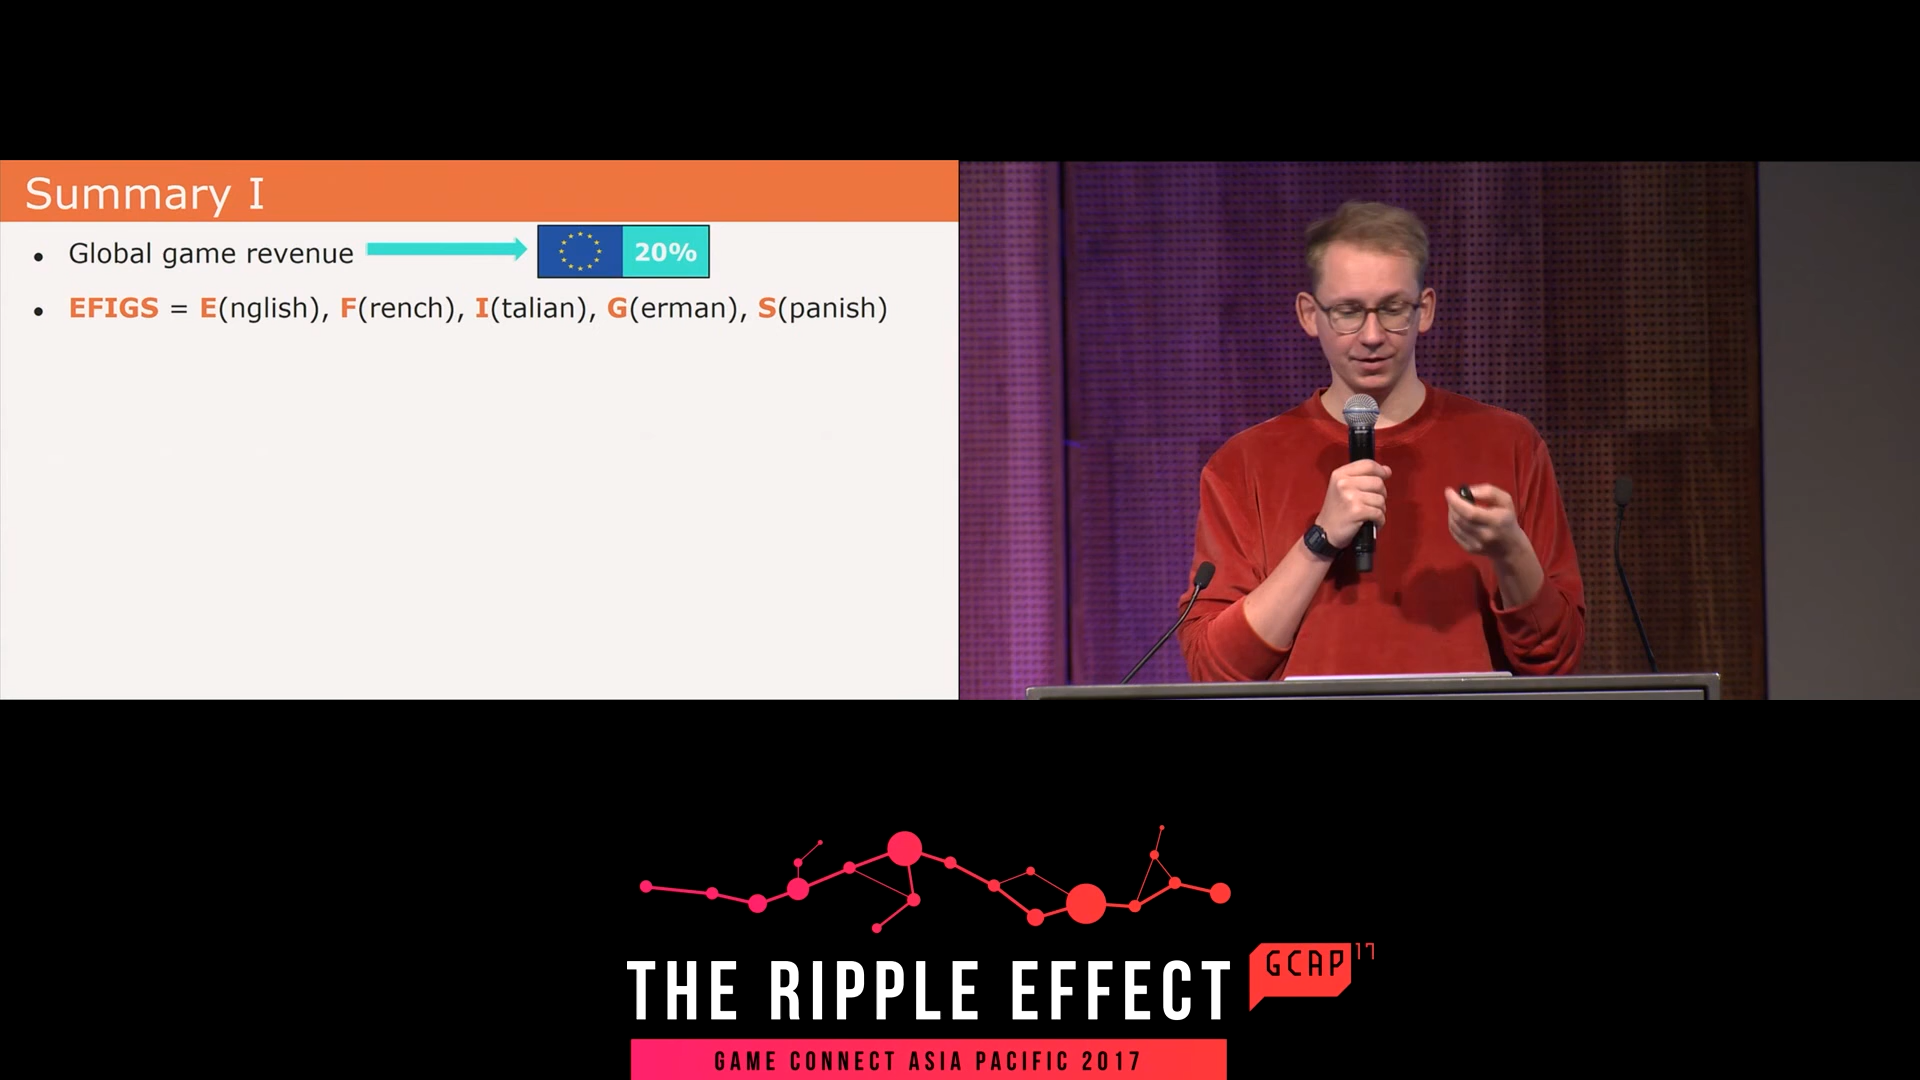 Summary I
• Global game revenue 20%
• EFIGS = E(nglish), F(rench), I(talian), G(erman), S(panish)
THE RIPPLE EFFECT
GCAP 17
GAME CONNECT ASIA PACIFIC 2017